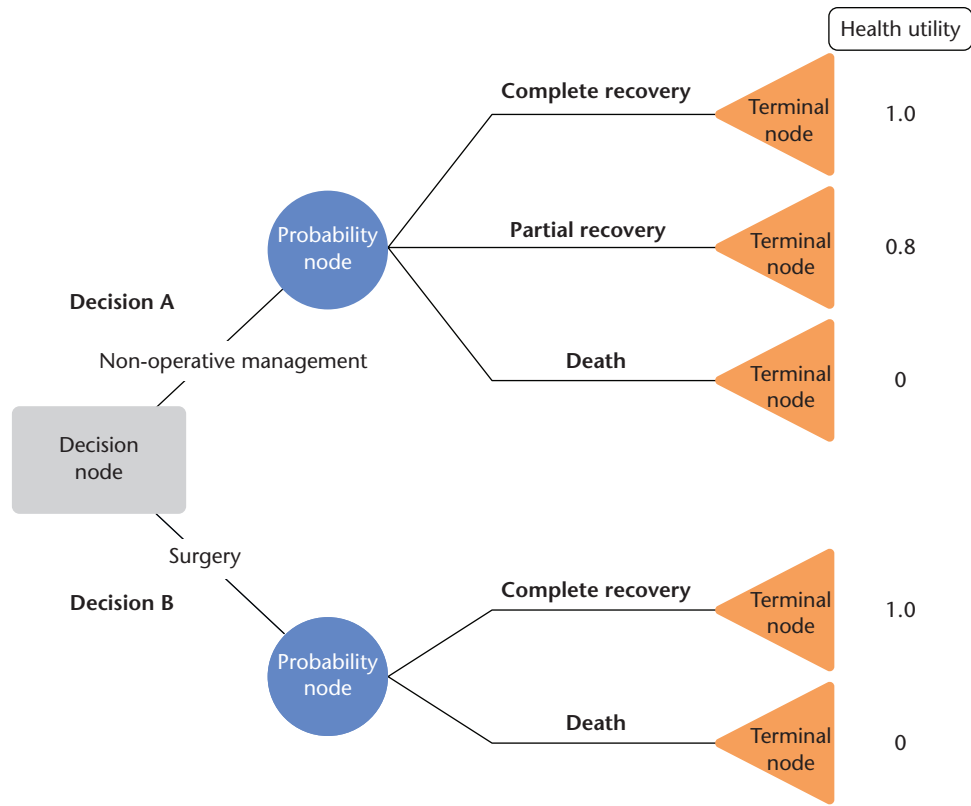 Health utility
Complete recovery
Terminal
node
1.0
Probability
node
Partial recovery
Terminal
node
0.8
Decision A
Non-operative management
Death
Terminal
node
0
Decision
node
Surgery
Decision B
Complete recovery
Terminal
node
1.0
Probability
node
Death
Terminal
node
0